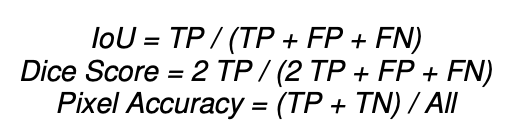 IoU = TP / (TP + FP + FN)
Dice Score = 2 TP / (2 TP + FP + FN)
Pixel Accuracy = (TP + TN) / All